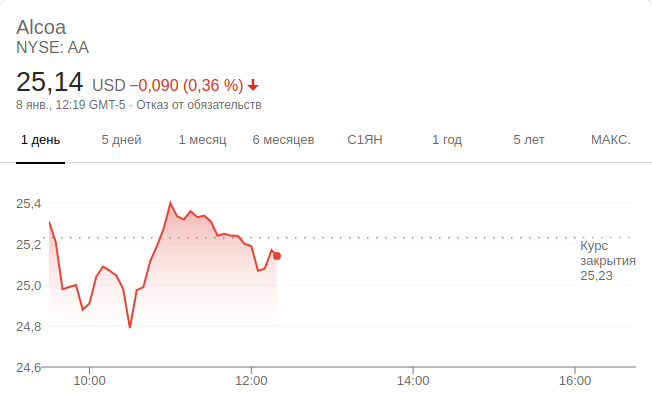 Alcoa
NYSE: AA
25,14 USD −0,090 (0,36 %)
8 янв., 12:19 GMT-5 · Отказ от обязательств
1 день 5 дней 1 месяц 6 месяцев С1ЯН 1 год 5 лет МАКС.
25,4
25,2
25,0
24,8
24,6
Курс
закрытия
25,23
10:00 12:00 14:00 16:00